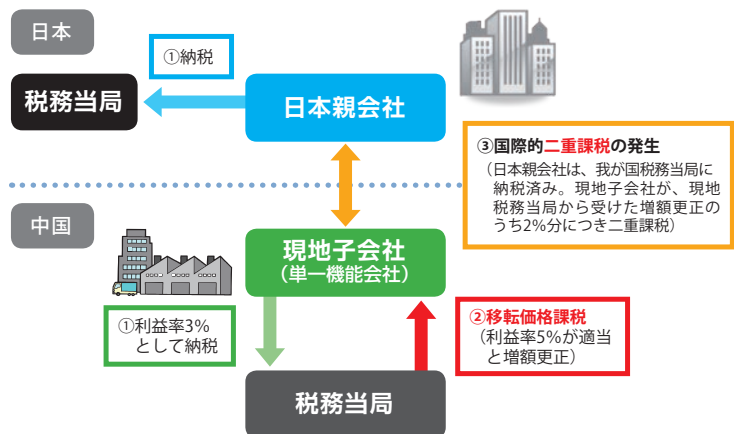 日本
①納税
税務当局
日本親会社
③国際的二重課税の発生
（日本親会社は、我が国税務当局に
納税済み。現地子会社が、現地
税務当局から受けた増額更正の
うち2%分につき二重課税）
中国
現地子会社
（単一機能会社）
①利益率3%
として納税
②移転価格課税
（利益率5%が適当
と増額更正）
税務当局